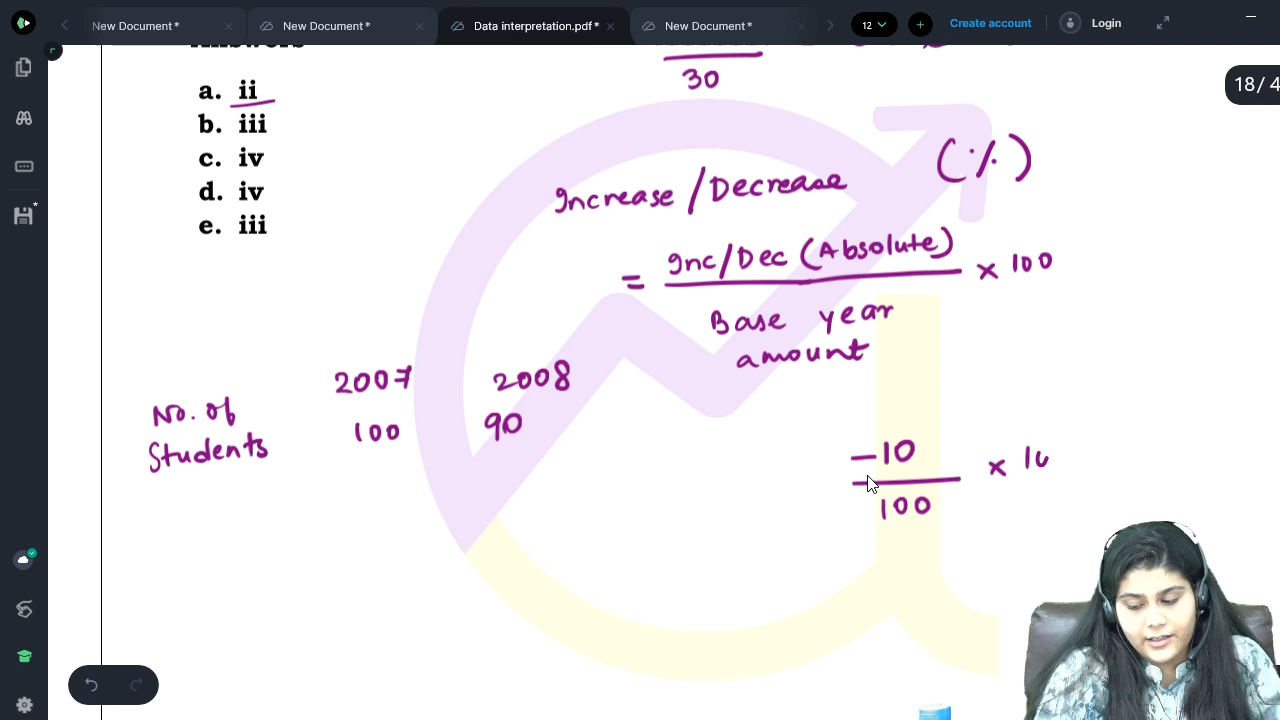 New Document*
New Document*
Data interpretation.pdf*
New Document*
12
Create account
Login
Answers
30
18/4
a. ii
b. iii
c. iv
d. iv
e. iii
(%)
Increase/Decrease
= Inc/Dec (Absolute) × 100
Base year
amount
2007 2008
No. of
Students 100 90
-10 × 10
100